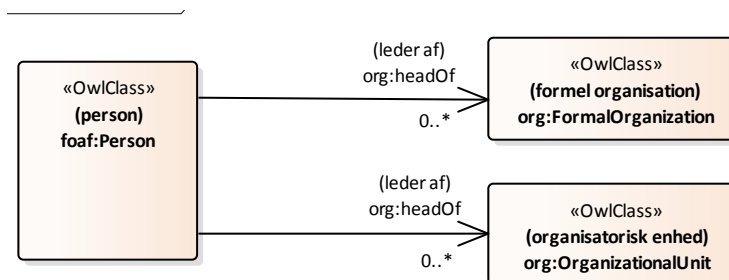 «OwlClass»
(person)
foaf:Person
(leder af)
org:headOf
0..*
«OwlClass»
(formel organisation)
org:FormalOrganization
(leder af)
org:headOf
0..*
«OwlClass»
(organisatorisk enhed)
org:OrganizationalUnit